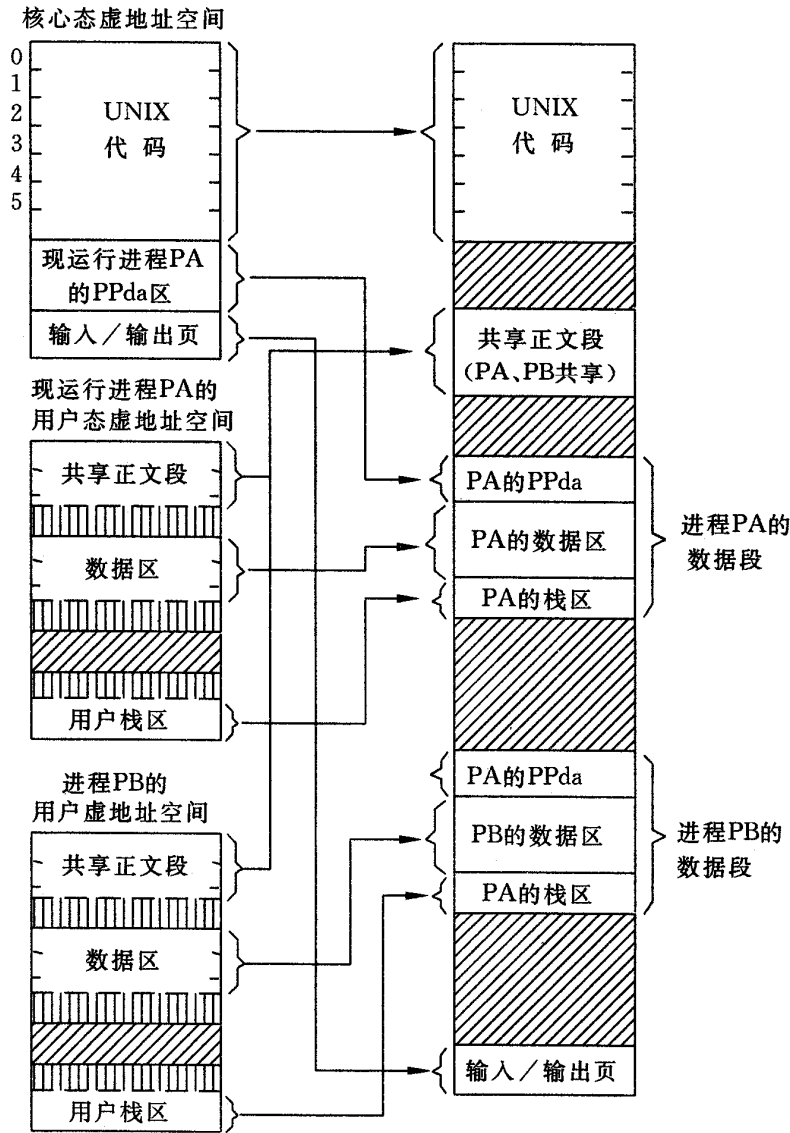 核心态虚地址空间
0
1
2
3
4
5
UNIX
代 码
现运行进程PA
的PPda区
输入／输出页
现运行进程PA的
用户态虚地址空间
共享正文段
数据区
用户栈区
进程PB的
用户虚地址空间
共享正文段
数据区
用户栈区
UNIX
代 码
共享正文段
(PA、PB共享)
PA的PPda
PA的数据区
PA的栈区
进程PA的
数据段
PA的PPda
PB的数据区
PA的栈区
进程PB的
数据段
输入／输出页